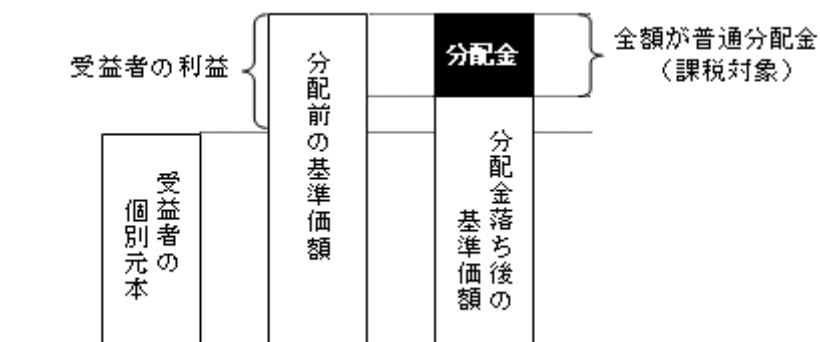 受益者の利益
分配前の基準価額
分配金
全額が普通分配金
（課税対象）
受益者の
個別元本
分配金落ち後の
基準価額